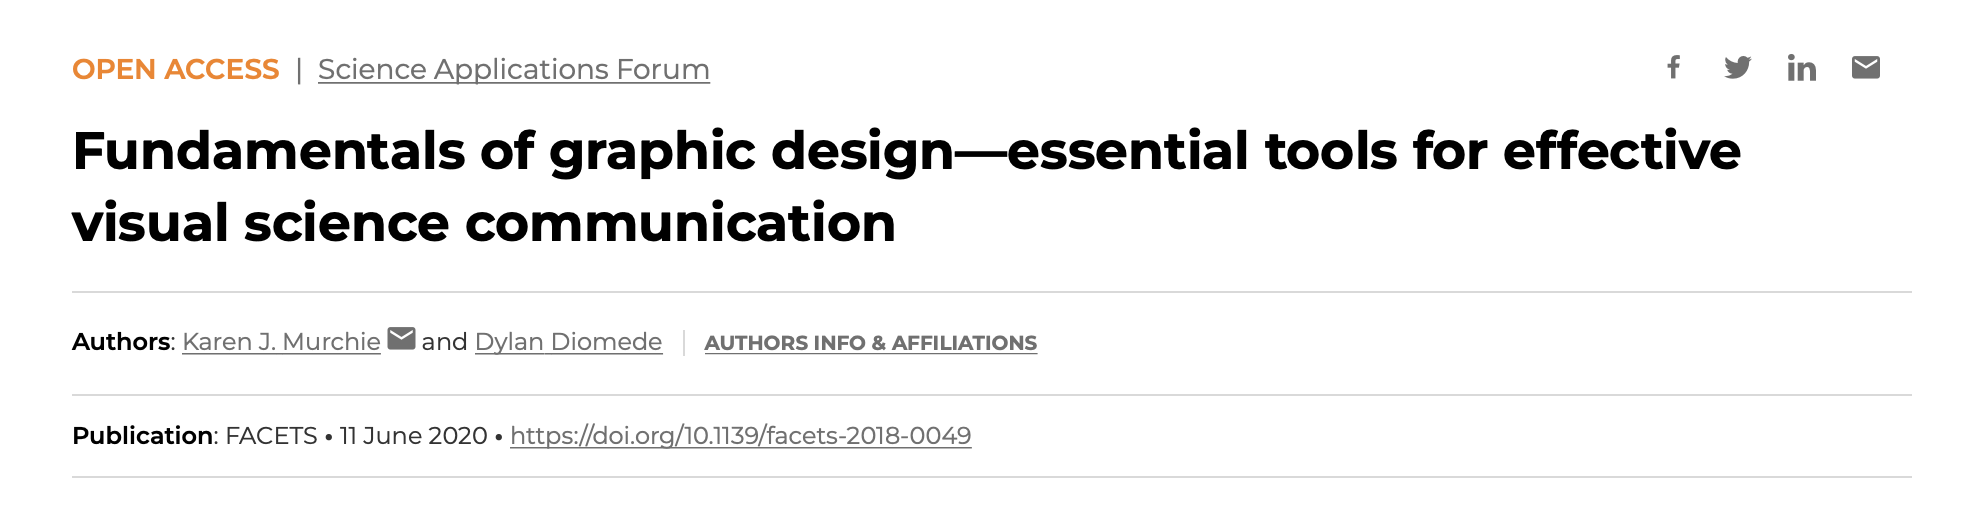 OPEN ACCESS | Science Applications Forum
Fundamentals of graphic design—essential tools for effective
visual science communication
Authors: Karen J. Murchie and Dylan Diomede | AUTHORS INFO & AFFILIATIONS
Publication: FACETS • 11 June 2020 • https://doi.org/10.1139/facets-2018-0049